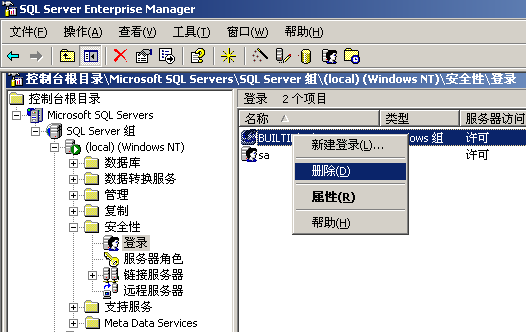 SQL Server Enterprise Manager
文件(F) 操作(A) 查看(V) 工具(T) 窗口(W) 帮助(H)
控制台根目录\Microsoft SQL Servers\SQL Server 组\(local) (Windows NT)\安全性\登录
控制台根目录
Microsoft SQL Servers
SQL Server 组
(local) (Windows NT)
数据库
数据转换服务
管理
复制
安全性
登录
服务器角色
链接服务器
远程服务器
支持服务
Meta Data Services
登录 2 个项目
名称 类型 服务器访问
BUILTI ows 组 许可
sa 许可
新建登录(L)...
删除(D)
属性(R)
帮助(H)